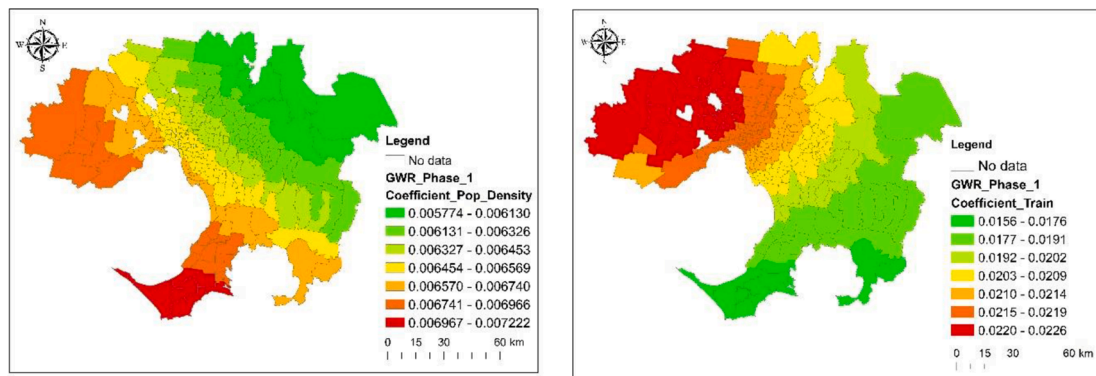 N
W E
S
Legend
No data
GWR_Phase_1
Coefficient_Pop_Density
0.005774 - 0.006130
0.006131 - 0.006326
0.006327 - 0.006453
0.006454 - 0.006569
0.006570 - 0.006740
0.006741 - 0.006966
0.006967 - 0.007222
0 15 30 60 km
N
W E
S
Legend
No data
GWR_Phase_1
Coefficient_Train
0.0156 - 0.0176
0.0177 - 0.0191
0.0192 - 0.0202
0.0203 - 0.0209
0.0210 - 0.0214
0.0215 - 0.0219
0.0220 - 0.0226
0 15 30 60 km